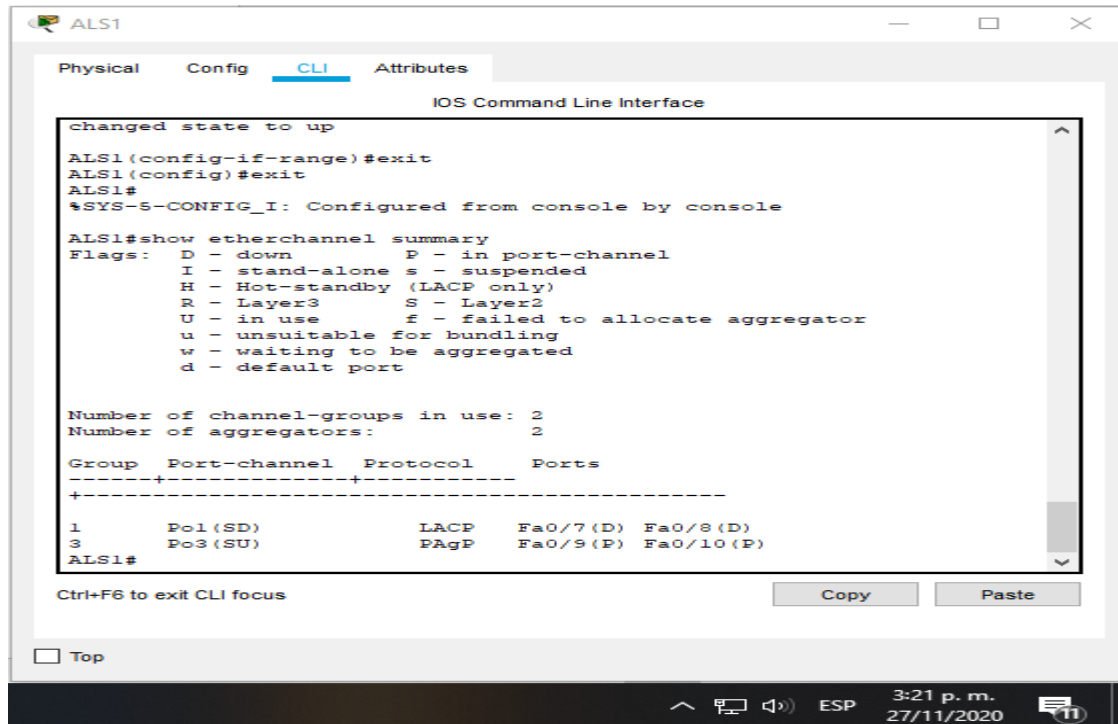 ALS1
Physical Config CLI Attributes
IOS Command Line Interface
changed state to up
ALS1(config-if-range)#exit
ALS1(config)#exit
ALS1#
%SYS-5-CONFIG_I: Configured from console by console
ALS1#show etherchannel summary
Flags:  D - down        P - in port-channel
        I - stand-alone s - suspended
        H - Hot-standby (LACP only)
        R - Layer3      S - Layer2
        U - in use      f - failed to allocate aggregator
        u - unsuitable for bundling
        w - waiting to be aggregated
        d - default port
Number of channel-groups in use: 2
Number of aggregators:           2
Group  Port-channel  Protocol    Ports
------+-------------+-----------
+----------------------------------------------
1      Po1(SD)           LACP   Fa0/7(D) Fa0/8(D)
3      Po3(SU)           PAgP   Fa0/9(P) Fa0/10(P)
ALS1#
Ctrl+F6 to exit CLI focus
Copy Paste
Top
ESP 3:21 p. m.
27/11/2020
11